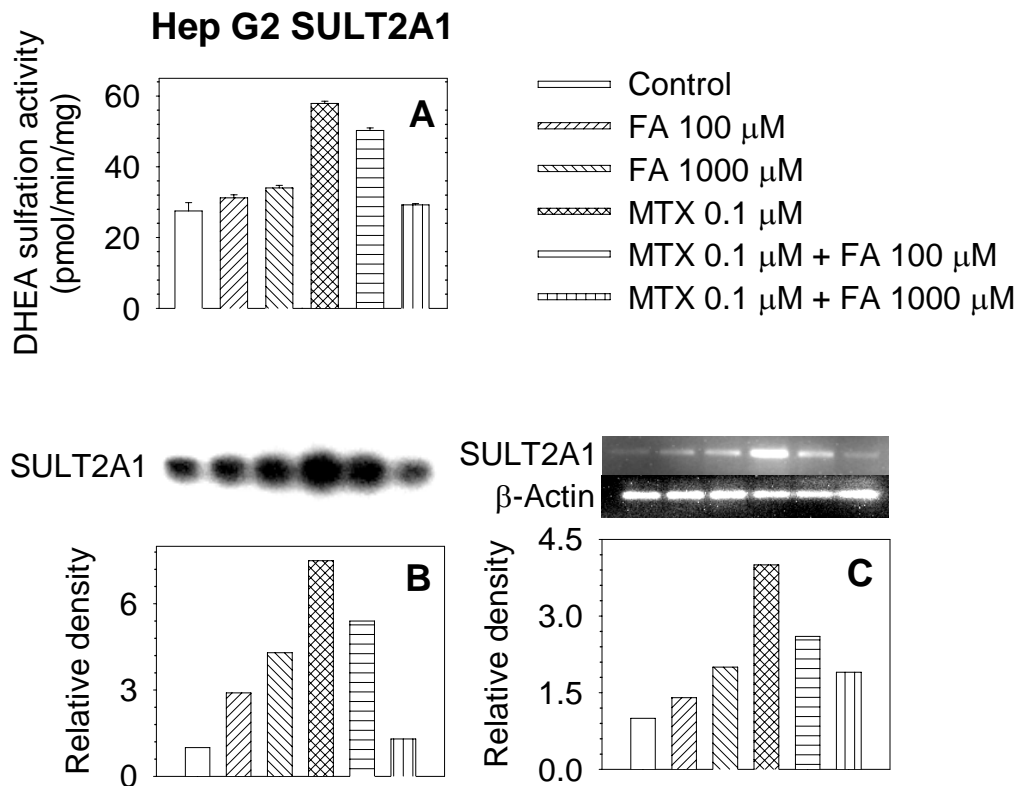 Hep G2 SULT2A1
DHEA sulfation activity
(pmol/min/mg)
60
40
20
0
A
Control
FA 100 μM
FA 1000 μM
MTX 0.1 μM
MTX 0.1 μM + FA 100 μM
MTX 0.1 μM + FA 1000 μM
SULT2A1
Relative density
6
3
0
B
SULT2A1
β-Actin
Relative density
4.5
3.0
1.5
0.0
C